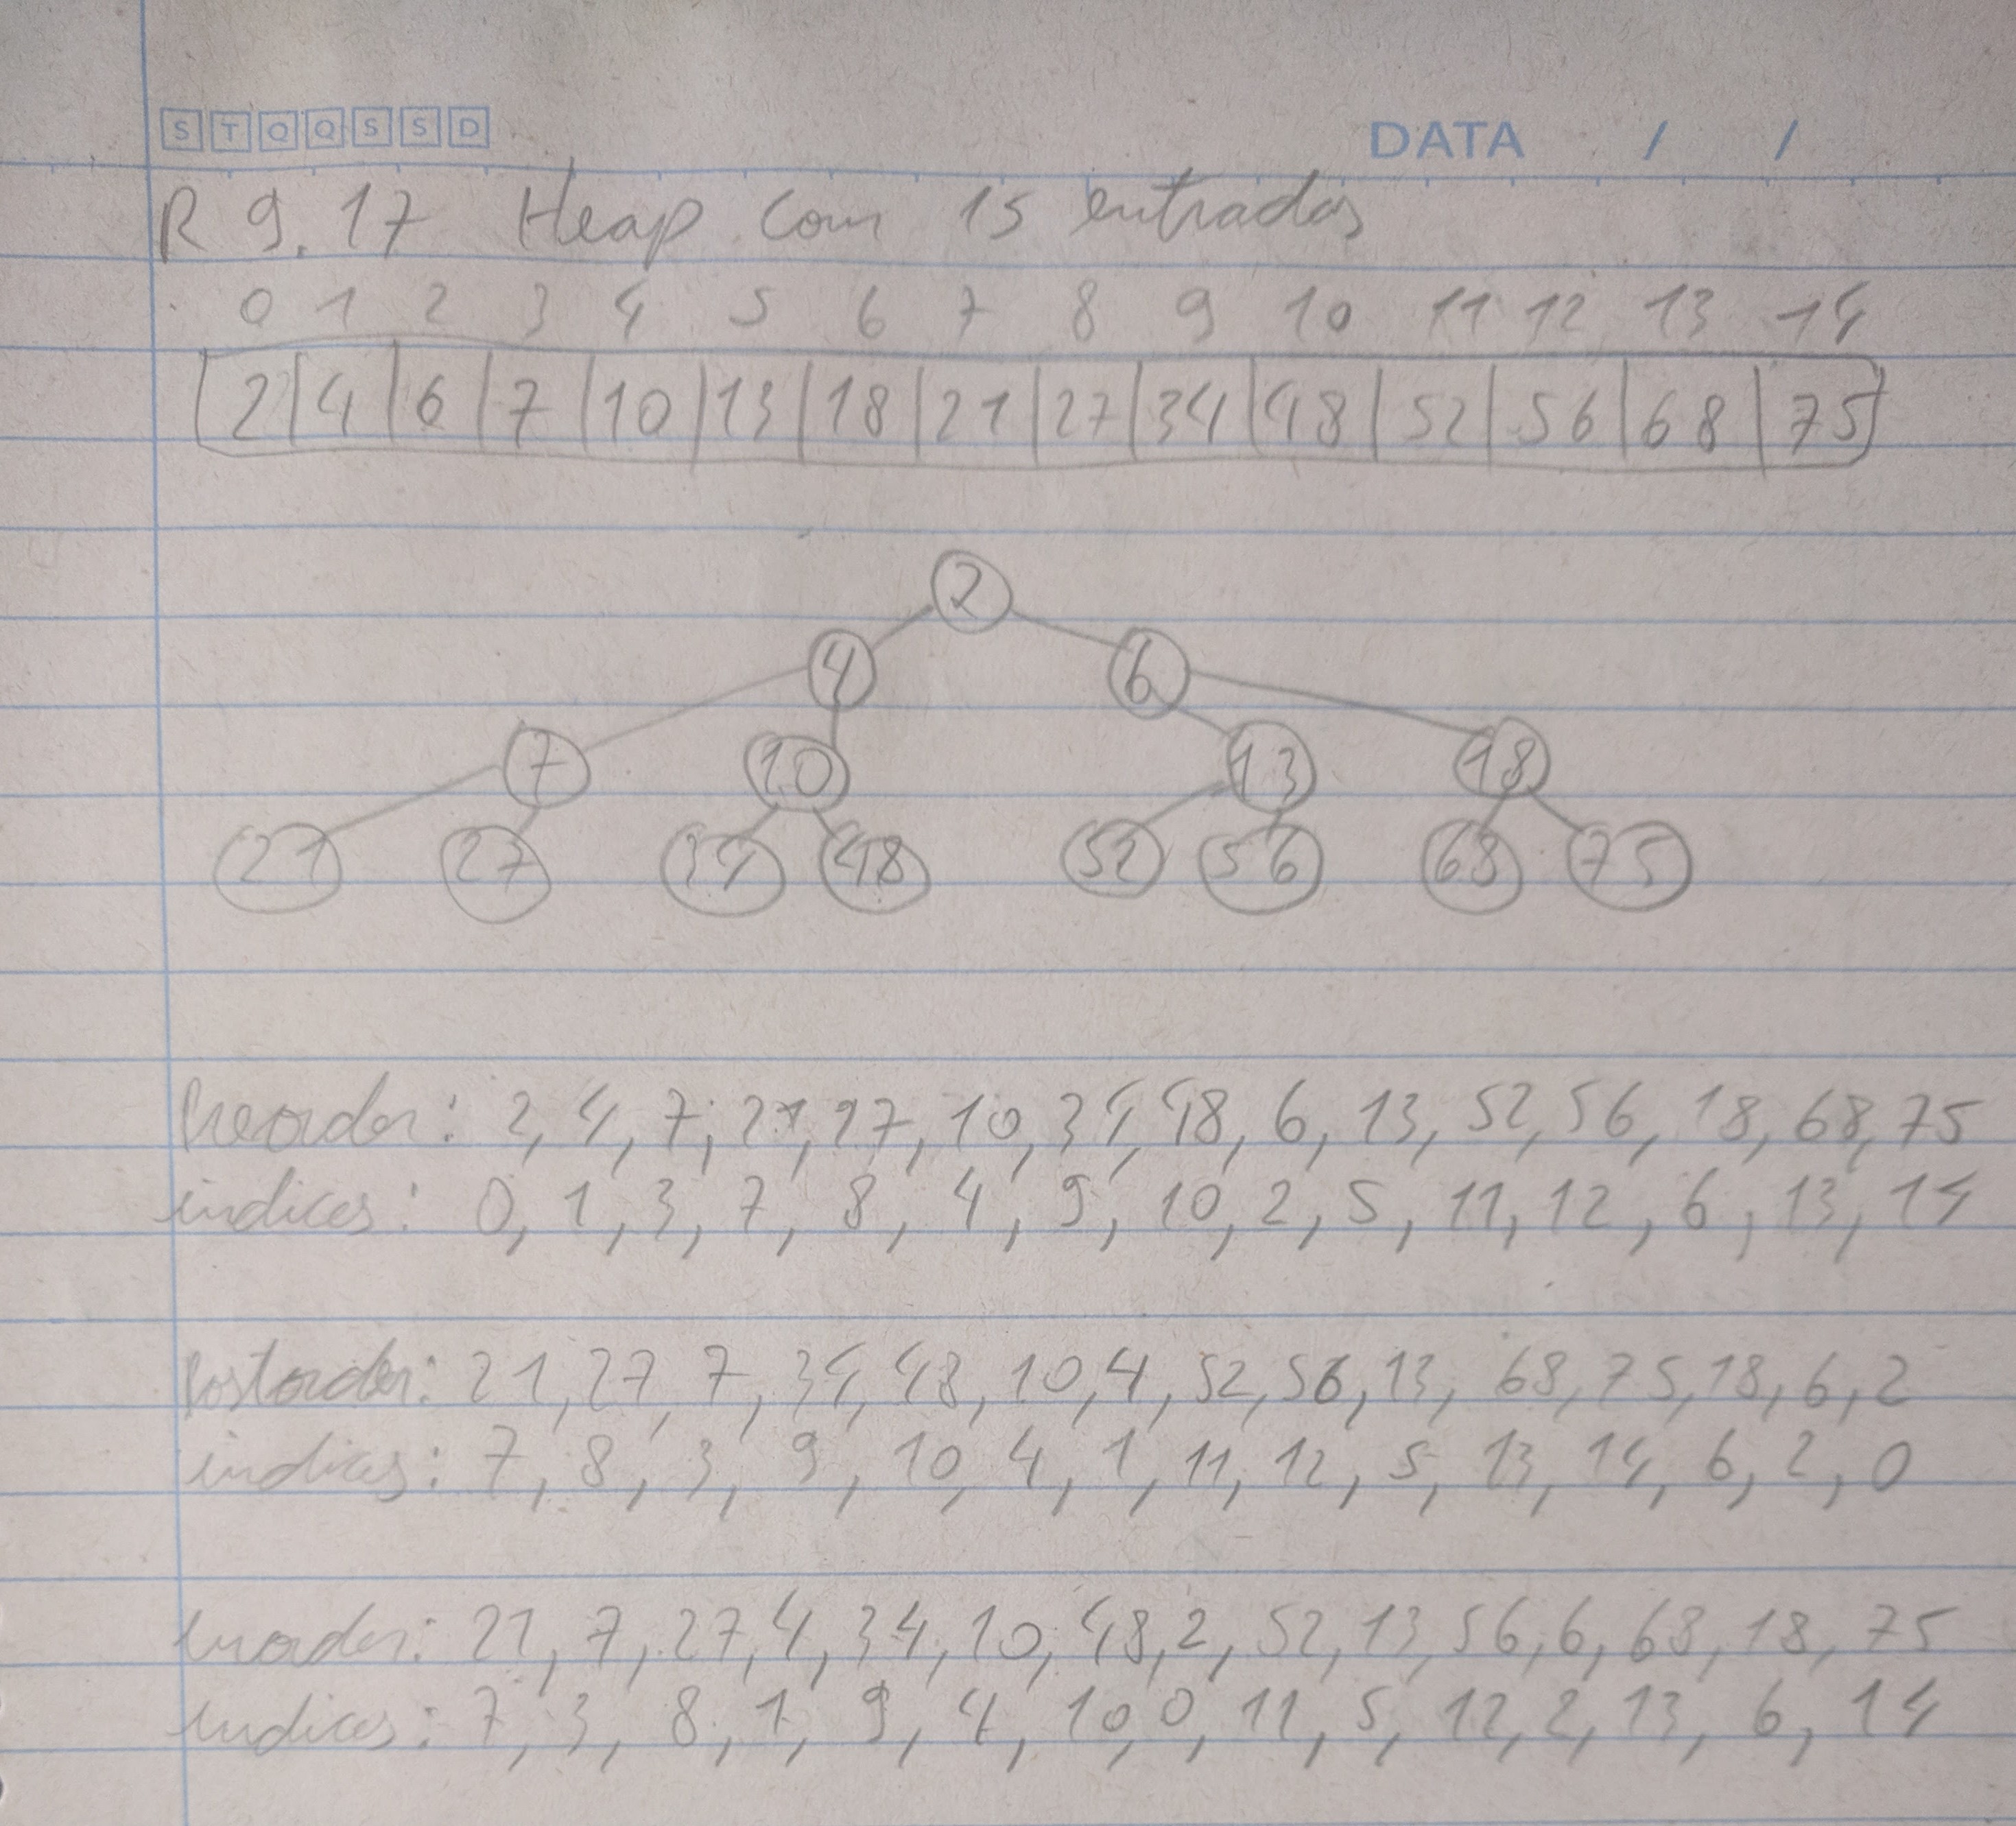 S T Q Q S S D DATA / /
R 9.17 Heap com 15 entradas
0 1 2 3 4 5 6 7 8 9 10 11 12 13 14
2 4 6 7 10 13 18 21 27 34 48 52 56 68 75
2
4 6
7 10 13 18
21 27 34 48 52 56 68 75
Preorder: 2, 4, 7, 21, 27, 10, 34, 48, 6, 13, 52, 56, 18, 68, 75
indices: 0, 1, 3, 7, 8, 4, 9, 10, 2, 5, 11, 12, 6, 13, 14
Postorder: 21, 27, 7, 34, 48, 10, 4, 52, 56, 13, 68, 75, 18, 6, 2
indices: 7, 8, 3, 9, 10, 4, 1, 11, 12, 5, 13, 14, 6, 2, 0
Inorder: 21, 7, 27, 4, 34, 10, 48, 2, 52, 13, 56, 6, 68, 18, 75
Indices: 7, 3, 8, 1, 9, 4, 10, 0, 11, 5, 12, 2, 13, 6, 14